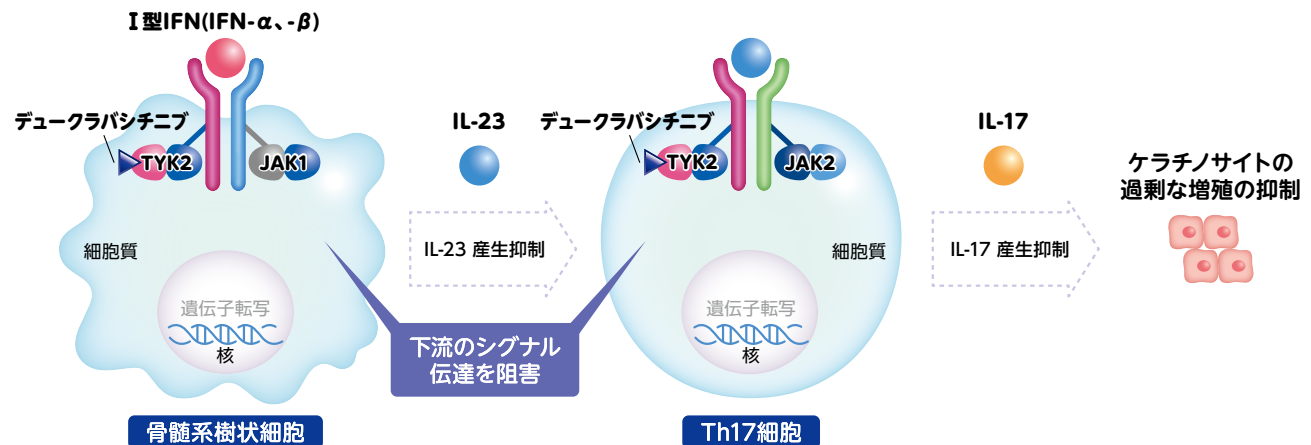 I型IFN(IFN-α、-β)
デュークラバシチニブ
TYK2
JAK1
細胞質
遺伝子転写
核
骨髄系樹状細胞
IL-23
IL-23 産生抑制
下流のシグナル
伝達を阻害
デュークラバシチニブ
TYK2
JAK2
細胞質
遺伝子転写
核
Th17細胞
IL-17
IL-17 産生抑制
ケラチノサイトの
過剰な増殖の抑制